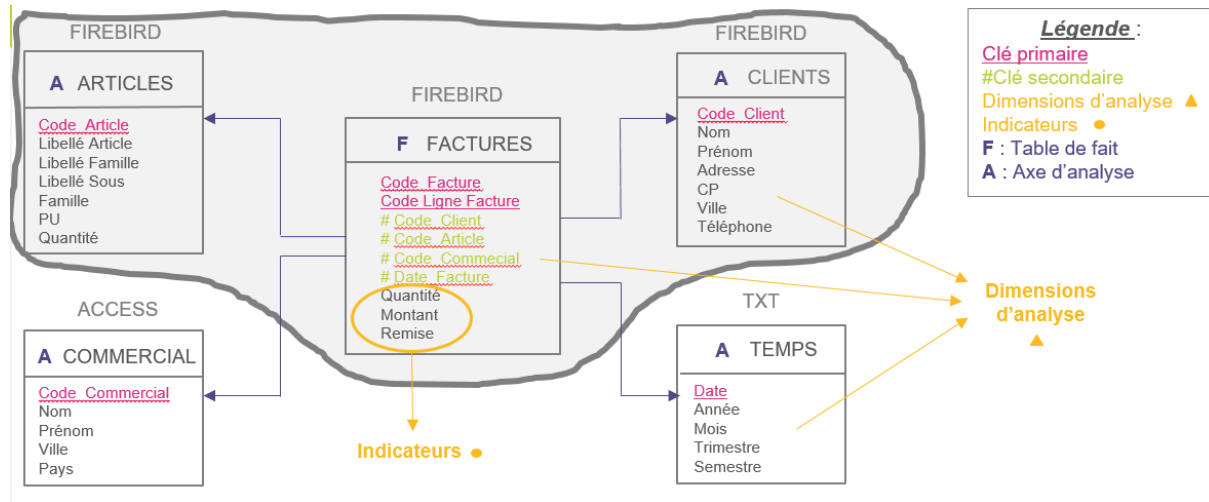 FIREBIRD
A ARTICLES
Code_Article
Libellé Article
Libellé Famille
Libellé Sous
Famille
PU
Quantité
FIREBIRD
F FACTURES
Code_Facture
Code Ligne Facture
# Code_Client
# Code_Article
# Code_Commecial
# Date_Facture
Quantité
Montant
Remise
FIREBIRD
A CLIENTS
Code_Client
Nom
Prénom
Adresse
CP
Ville
Téléphone
Légende :
Clé primaire
#Clé secondaire
Dimensions d'analyse
Indicateurs
F : Table de fait
A : Axe d'analyse
ACCESS
A COMMERCIAL
Code_Commercial
Nom
Prénom
Ville
Pays
Indicateurs
TXT
A TEMPS
Date
Année
Mois
Trimestre
Semestre
Dimensions
d'analyse